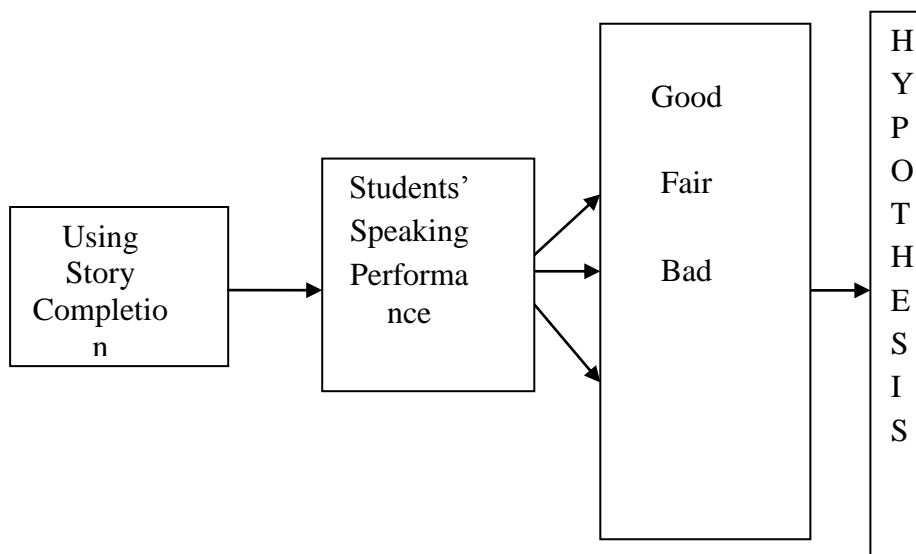 Using
Story
Completio
n
Students’
Speaking
Performa
nce
Good
Fair
Bad
H
Y
P
O
T
H
E
S
I
S